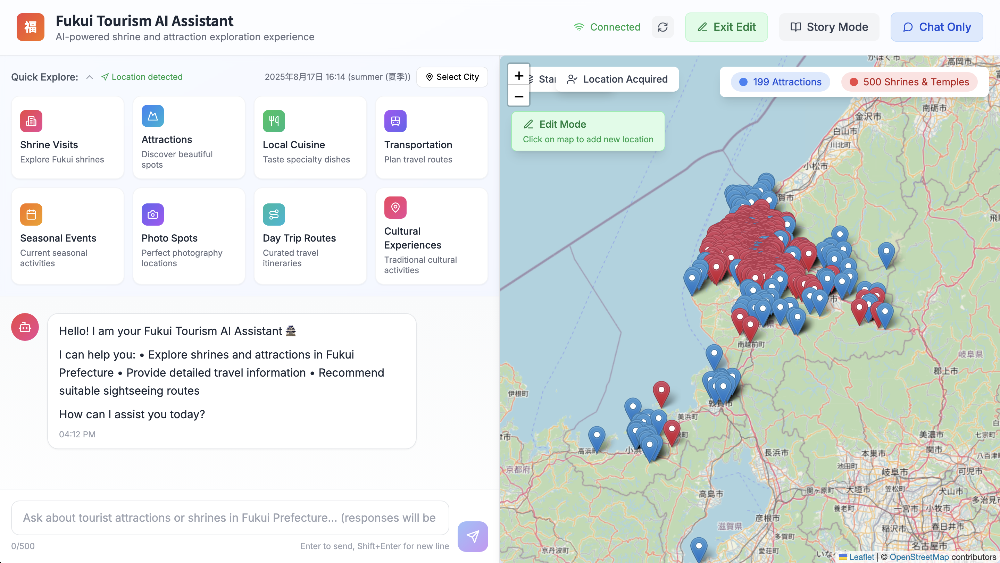 福
Fukui Tourism AI Assistant
AI-powered shrine and attraction exploration experience
Connected
Exit Edit
Story Mode
Chat Only
Quick Explore:
Location detected
2025年8月17日 16:14 (summer (夏季))
Select City
Shrine Visits
Explore Fukui shrines
Attractions
Discover beautiful
spots
Local Cuisine
Taste specialty dishes
Transportation
Plan travel routes
Seasonal Events
Current seasonal
activities
Photo Spots
Perfect photography
locations
Day Trip Routes
Curated travel
itineraries
Cultural
Experiences
Traditional cultural
activities
Hello! I am your Fukui Tourism AI Assistant
I can help you: • Explore shrines and attractions in Fukui
Prefecture • Provide detailed travel information • Recommend
suitable sightseeing routes
How can I assist you today?
04:12 PM
Ask about tourist attractions or shrines in Fukui Prefecture... (responses will be
0/500
Enter to send, Shift+Enter for new line
+
−
Location Acquired
199 Attractions
500 Shrines & Temples
Edit Mode
Click on map to add new location
かほく市
高岡市
南砺市
金沢市
白山市
川北町
小松市
賀市
南越前町
岐阜県
郡上市
伊根町
敦賀市
美浜町
高浜町
小浜
京都府
美濃市
七宗町
関市
本巣市
八百津町
長浜市
池田町
岐阜市
可児市
高島市
関ケ原町
大垣市
笠松町
犬山市
養老町
一宮市
小牧市
彦根市
滋賀県
稲沢市
春日井市
多賀町
名古屋市
京丹波町
愛荘町
Leaflet | © OpenStreetMap contributors